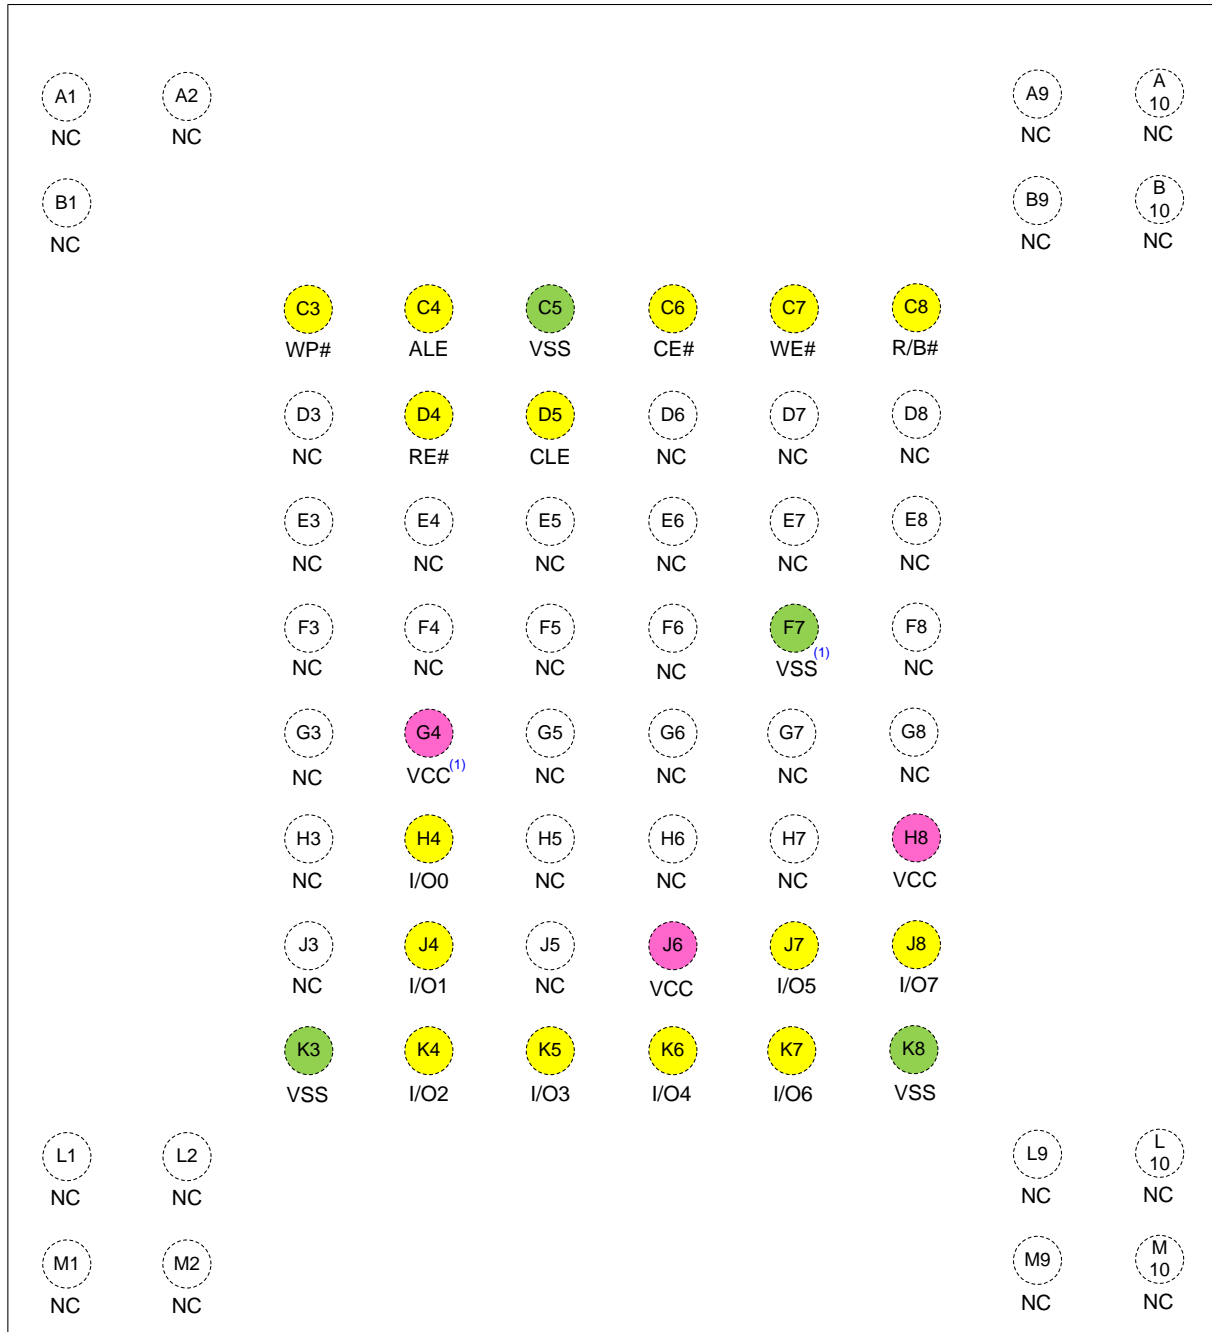 A1 A2 A9 A 10
NC NC NC NC
B1 B9 B 10
NC NC NC
C3 C4 C5 C6 C7 C8
WP# ALE VSS CE# WE# R/B#
D3 D4 D5 D6 D7 D8
NC RE# CLE NC NC NC
E3 E4 E5 E6 E7 E8
NC NC NC NC NC NC
F3 F4 F5 F6 F7 F8
NC NC NC NC VSS(1) NC
G3 G4 G5 G6 G7 G8
NC VCC(1) NC NC NC NC
H3 H4 H5 H6 H7 H8
NC I/O0 NC NC NC VCC
J3 J4 J5 J6 J7 J8
NC I/O1 NC VCC I/O5 I/O7
K3 K4 K5 K6 K7 K8
VSS I/O2 I/O3 I/O4 I/O6 VSS
L1 L2 L9 L 10
NC NC NC NC
M1 M2 M9 M 10
NC NC NC NC